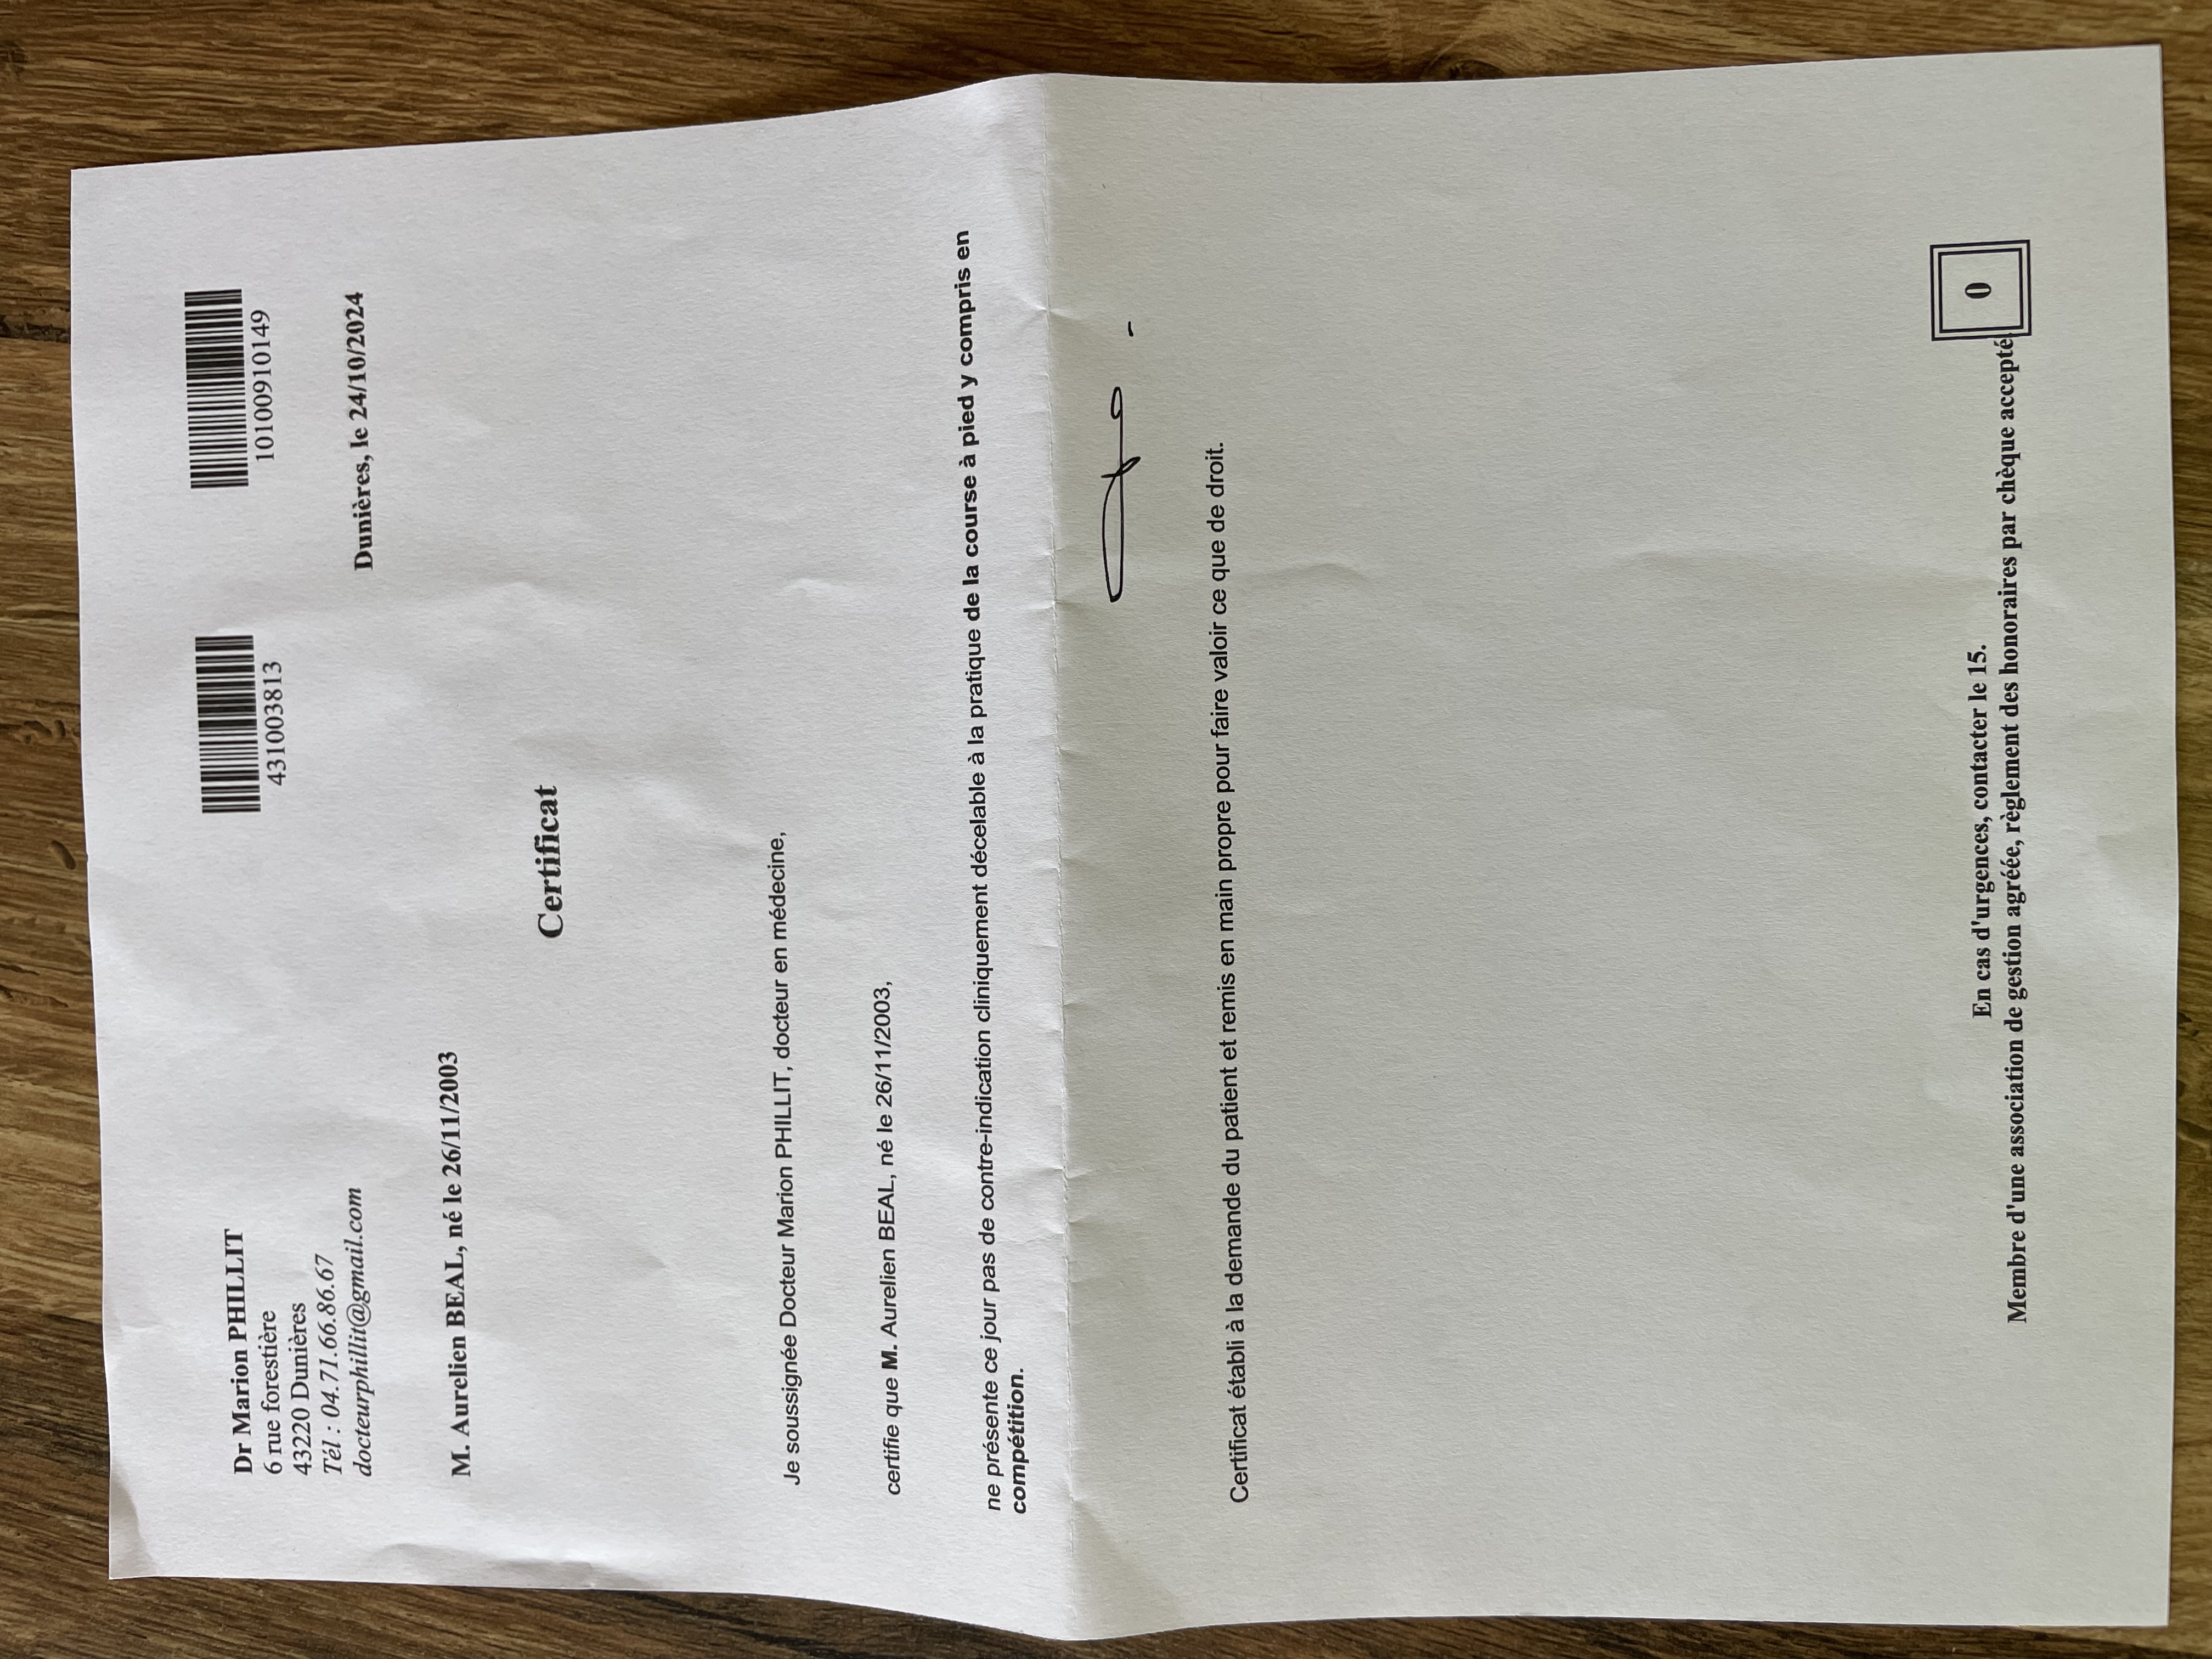 Dr Marion PHILLIT
6 rue forestière
43220 Dunières
Tél : 04.71.66.86.67
docteurphillit@gmail.com
431003813
10100910149
Dunières, le 24/10/2024
M. Aurelien BEAL, né le 26/11/2003
Certificat
Je soussignée Docteur Marion PHILLIT, docteur en médecine,
certifie que M. Aurelien BEAL, né le 26/11/2003,
ne présente ce jour pas de contre-indication cliniquement décelable à la pratique de la course à pied y compris en
compétition.
Certificat établi à la demande du patient et remis en main propre pour faire valoir ce que de droit.
En cas d'urgences, contacter le 15.
Membre d'une association de gestion agréée, règlement des honoraires par chèque accepté
0